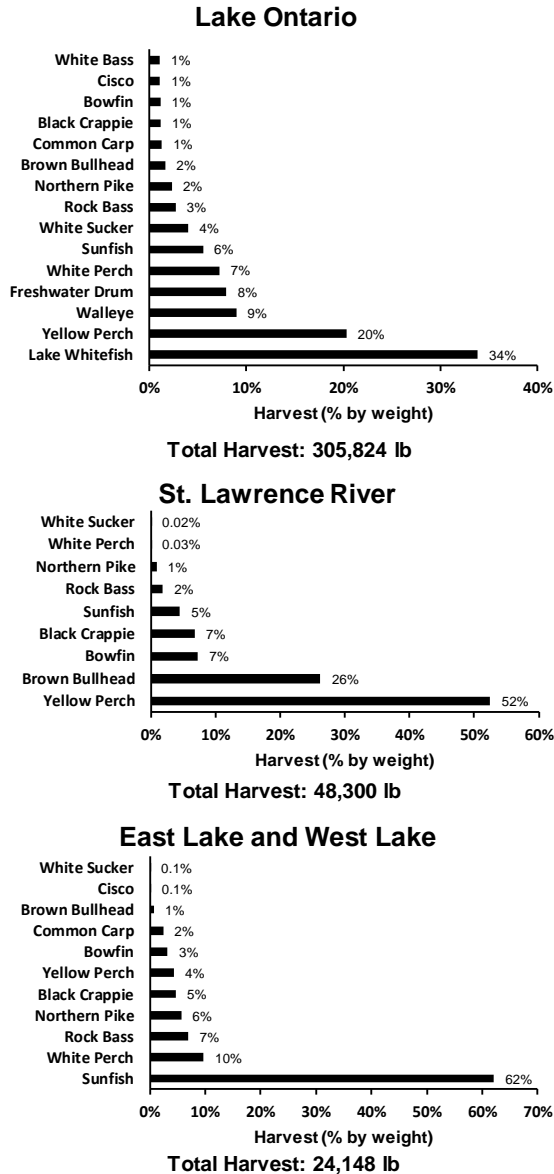 Lake Ontario
White Bass 1%
Cisco 1%
Bowfin 1%
Black Crappie 1%
Common Carp 1%
Brown Bullhead 2%
Northern Pike 2%
Rock Bass 3%
White Sucker 4%
Sunfish 6%
White Perch 7%
Freshwater Drum 8%
Walleye 9%
Yellow Perch 20%
Lake Whitefish 34%
0% 10% 20% 30% 40%
Harvest (% by weight)
Total Harvest: 305,824 lb
St. Lawrence River
White Sucker 0.02%
White Perch 0.03%
Northern Pike 1%
Rock Bass 2%
Sunfish 5%
Black Crappie 7%
Bowfin 7%
Brown Bullhead 26%
Yellow Perch 52%
0% 10% 20% 30% 40% 50% 60%
Harvest (% by weight)
Total Harvest: 48,300 lb
East Lake and West Lake
White Sucker 0.1%
Cisco 0.1%
Brown Bullhead 1%
Common Carp 2%
Bowfin 3%
Yellow Perch 4%
Black Crappie 5%
Northern Pike 6%
Rock Bass 7%
White Perch 10%
Sunfish 62%
0% 10% 20% 30% 40% 50% 60% 70%
Harvest (% by weight)
Total Harvest: 24,148 lb